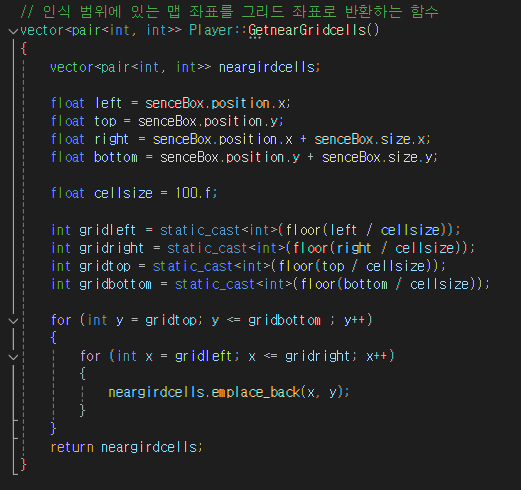 // 인식 범위에 있는 맵 좌표를 그리드 좌표로 반환하는 함수
vector<pair<int, int>> Player::GetnearGridcells()
{
vector<pair<int, int>> neargirdcells;
float left = senceBox.position.x;
float top = senceBox.position.y;
float right = senceBox.position.x + senceBox.size.x;
float bottom = senceBox.position.y + senceBox.size.y;
float cellsize = 100.f;
int gridleft = static_cast<int>(floor(left / cellsize));
int gridright = static_cast<int>(floor(right / cellsize));
int gridtop = static_cast<int>(floor(top / cellsize));
int gridbottom = static_cast<int>(floor(bottom / cellsize));
for (int y = gridtop; y <= gridbottom ; y++)
{
for (int x = gridleft; x <= gridright; x++)
{
neargirdcells.emplace_back(x, y);
}
}
return neargirdcells;
}